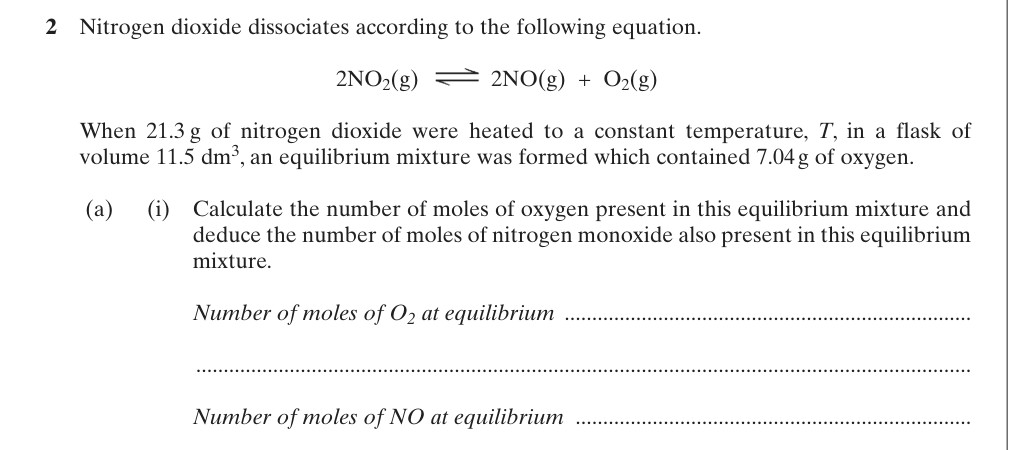 2 Nitrogen dioxide dissociates according to the following equation.
2NO₂(g) ⇌ 2NO(g) + O₂(g)
When 21.3 g of nitrogen dioxide were heated to a constant temperature, T, in a flask of
volume 11.5 dm³, an equilibrium mixture was formed which contained 7.04 g of oxygen.
(a) (i) Calculate the number of moles of oxygen present in this equilibrium mixture and
deduce the number of moles of nitrogen monoxide also present in this equilibrium
mixture.
Number of moles of O₂ at equilibrium ..........................................................................
..............................................................................................................................................
Number of moles of NO at equilibrium ........................................................................